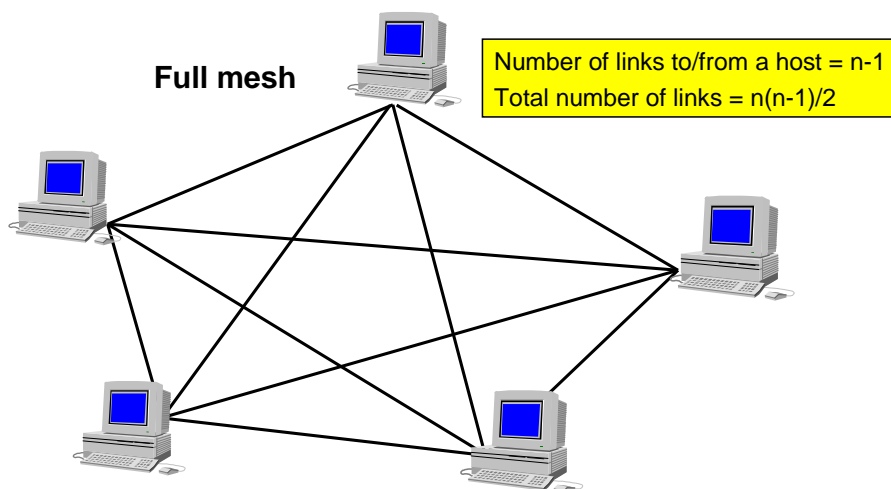 Full mesh
Number of links to/from a host = n-1
Total number of links = n(n-1)/2